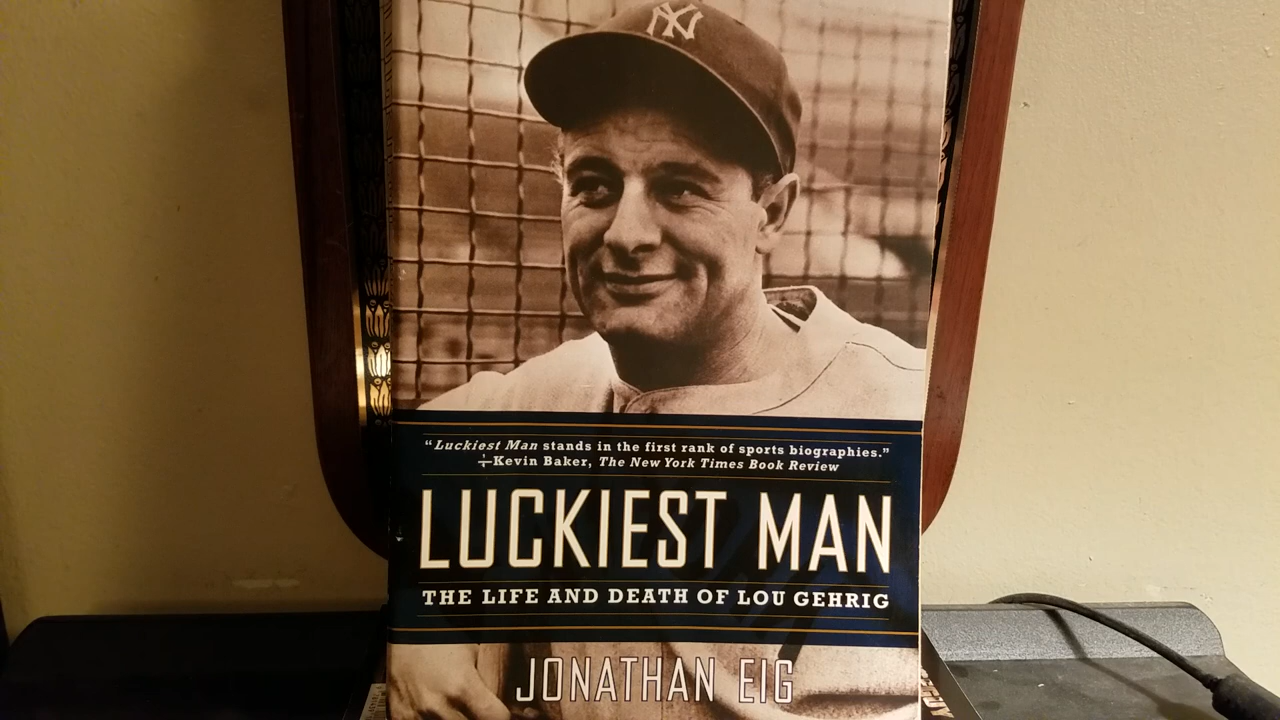 NY
“Luckiest Man stands in the first rank of sports biographies.”
—Kevin Baker, The New York Times Book Review
LUCKIEST MAN
THE LIFE AND DEATH OF LOU GEHRIG
JONATHAN EIG